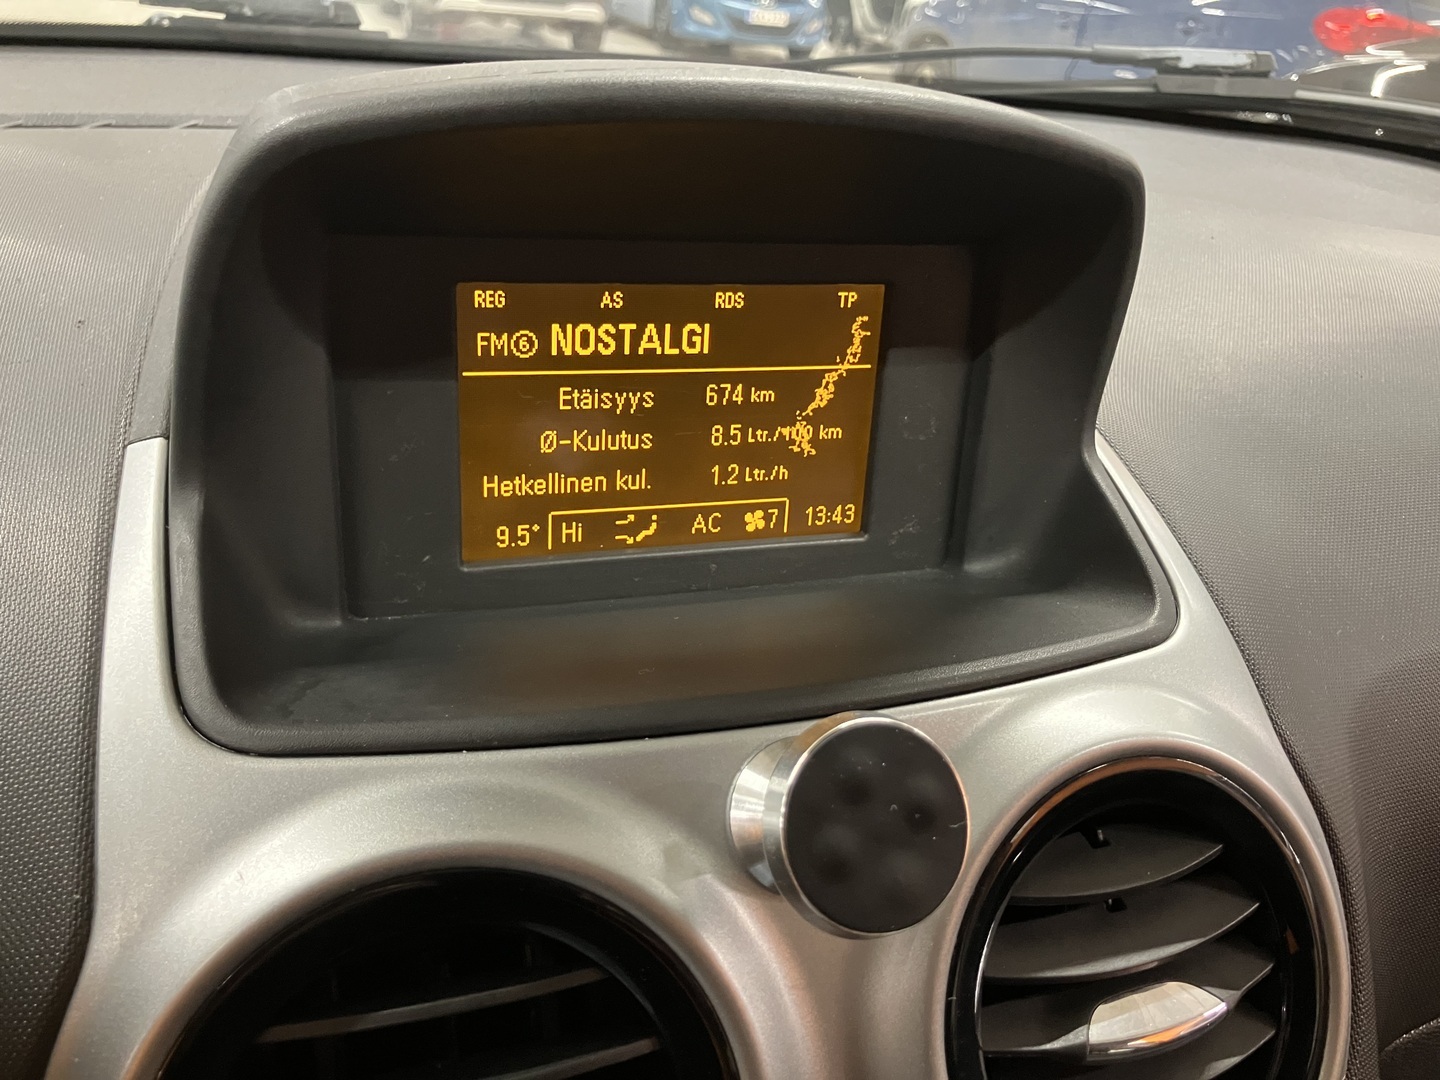 REG AS RDS TP
FM⑥ NOSTALGI
Etäisyys 674 km
Ø-Kulutus 8.5 Ltr./100 km
Hetkellinen kul. 1.2 Ltr./h
9.5° Hi AC 7 13:43